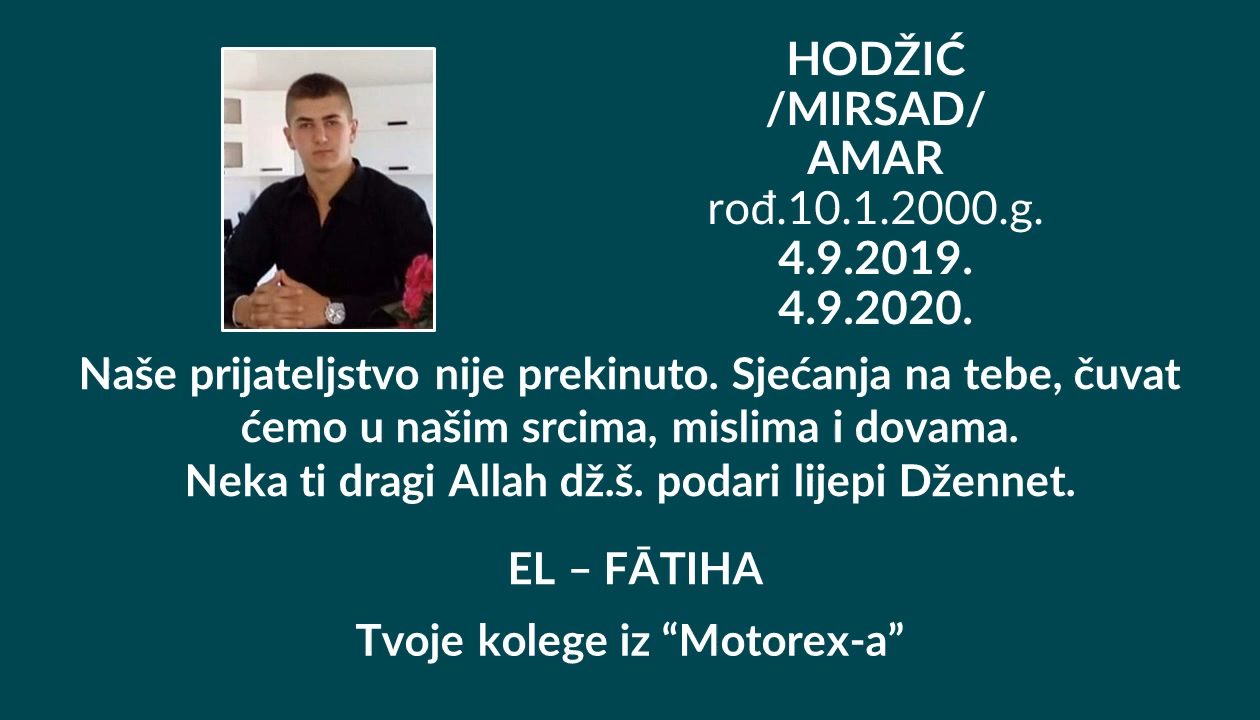 HODŽIĆ
/MIRSAD/
AMAR
rođ.10.1.2000.g.
4.9.2019.
4.9.2020.
Naše prijateljstvo nije prekinuto. Sjećanja na tebe, čuvat
ćemo u našim srcima, mislima i dovama.
Neka ti dragi Allah dž.š. podari lijepi Džennet.
EL – FĀTIHA
Tvoje kolege iz “Motorex-a”